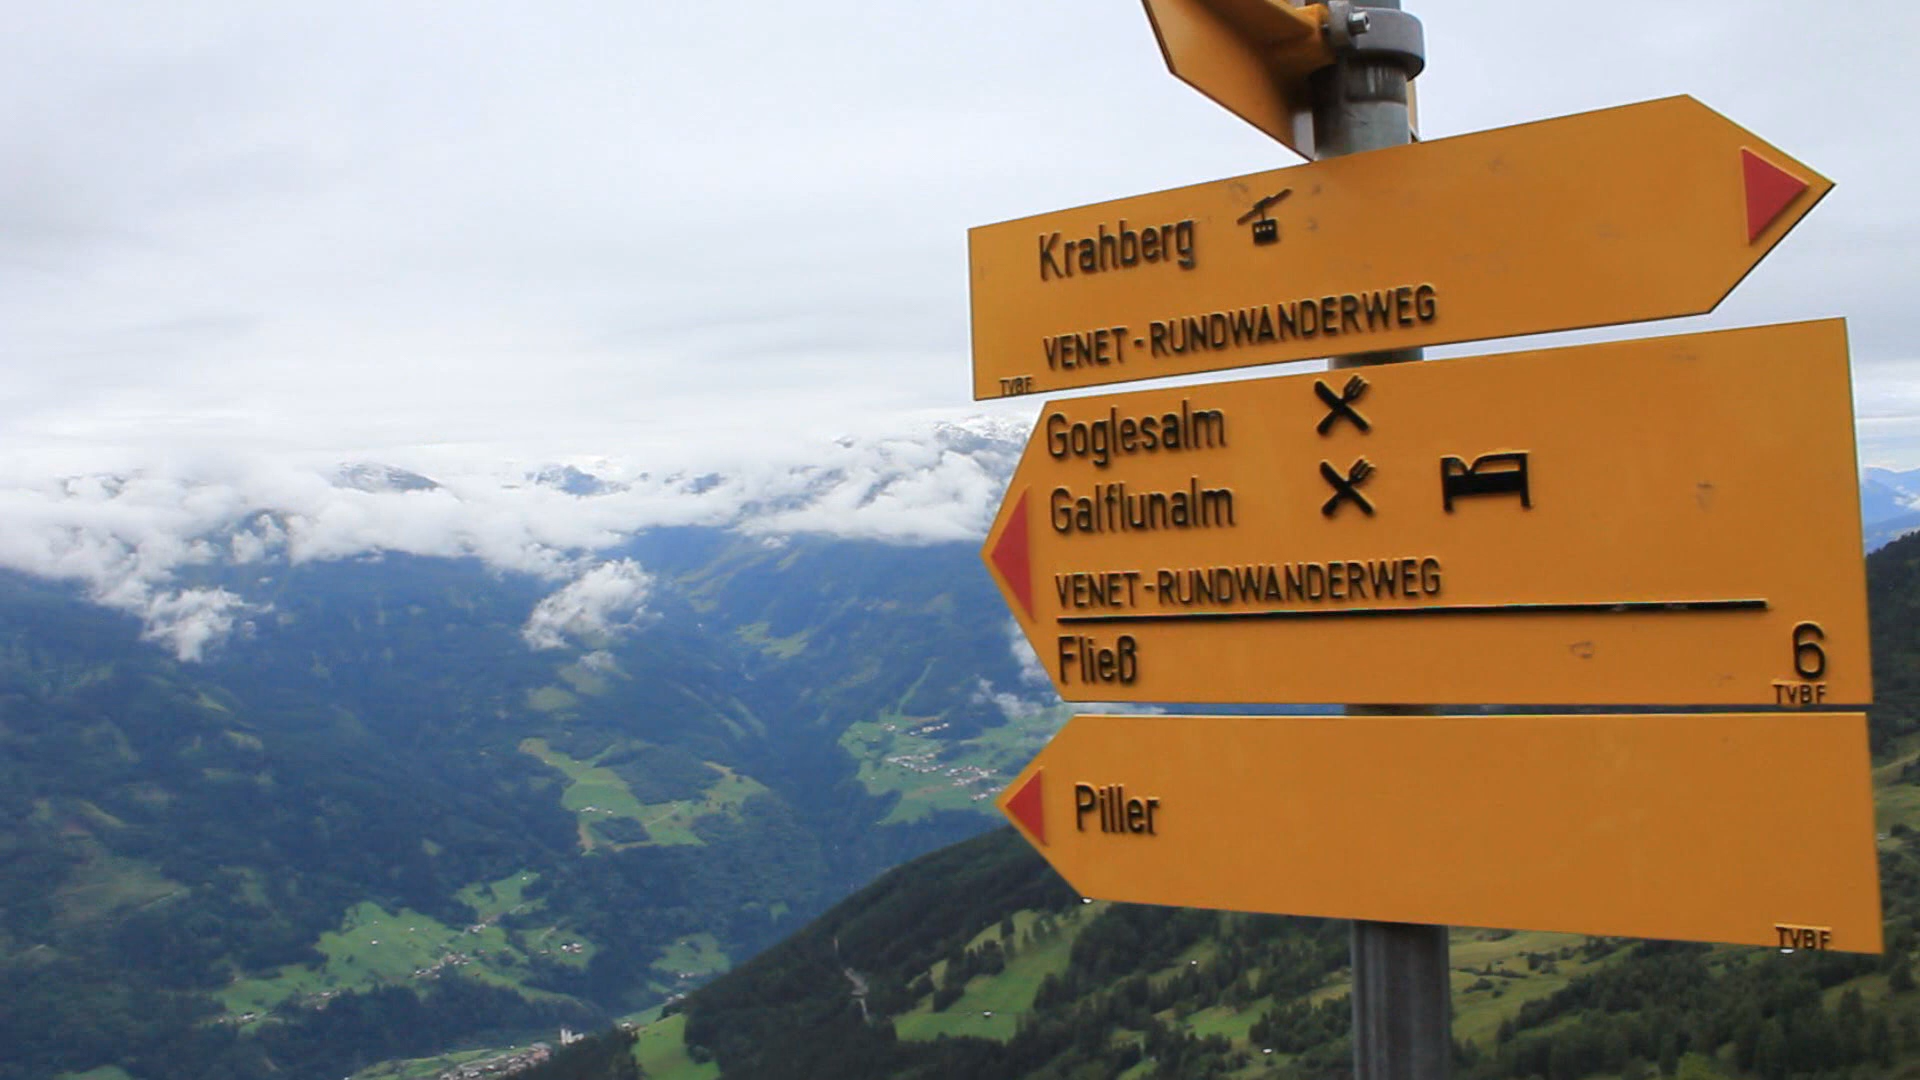 Krahberg
VENET-RUNDWANDERWEG
TVBF
Goglesalm
Galflunalm
VENET-RUNDWANDERWEG
Fließ 6
TVBF
Piller
TVBF